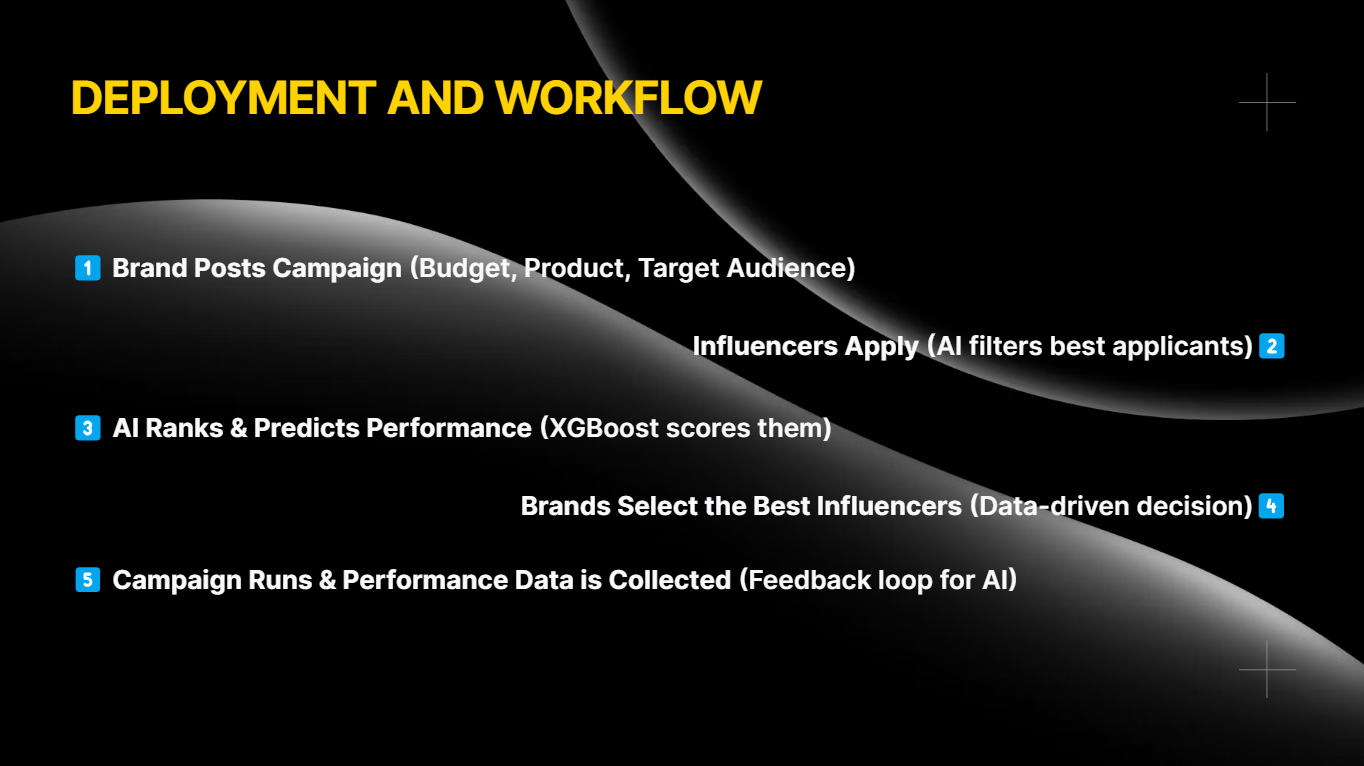 DEPLOYMENT AND WORKFLOW
1 Brand Posts Campaign (Budget, Product, Target Audience)
Influencers Apply (AI filters best applicants) 2
3 AI Ranks & Predicts Performance (XGBoost scores them)
Brands Select the Best Influencers (Data-driven decision) 4
5 Campaign Runs & Performance Data is Collected (Feedback loop for AI)